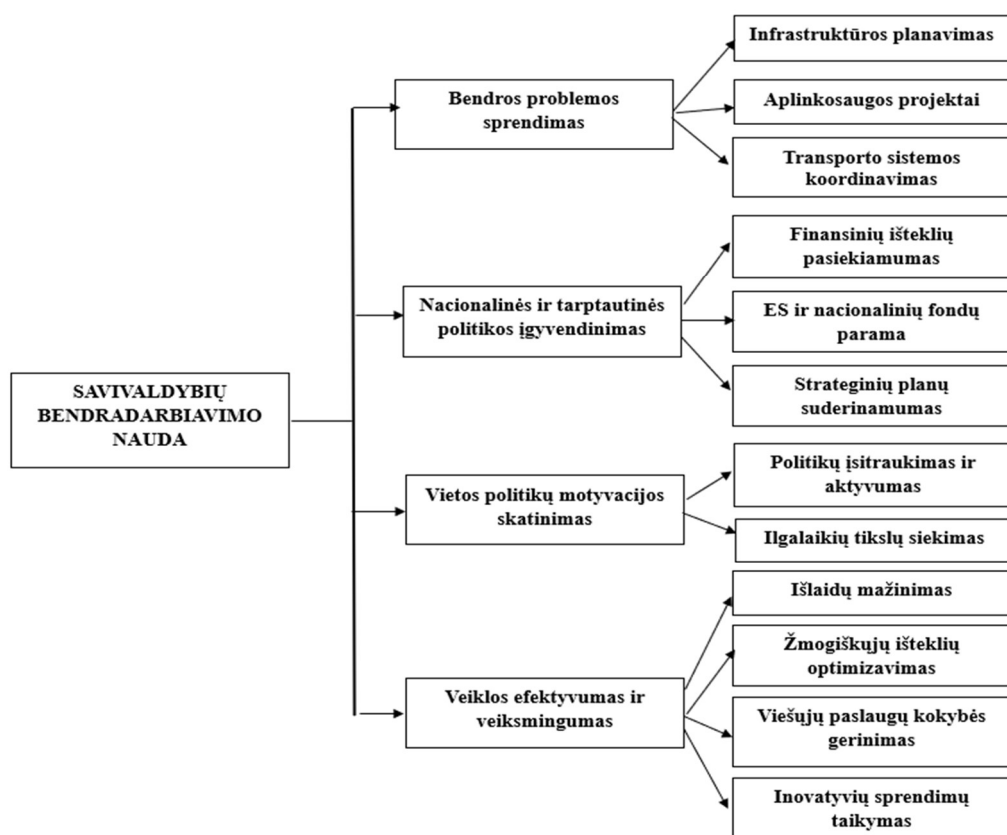 SAVIVALDYBIŲ
BENDRADARBIAVIMO
NAUDA
Bendros problemos
sprendimas
Infrastruktūros planavimas
Aplinkosaugos projektai
Transporto sistemos
koordinavimas
Nacionalinės ir tarptautinės
politikos įgyvendinimas
Finansinių išteklių
pasiekiamumas
ES ir nacionalinių fondų
parama
Strateginių planų
suderinamumas
Vietos politikų motyvacijos
skatinimas
Politikų įsitraukimas ir
aktyvumas
Ilgalaikių tikslų siekimas
Veiklos efektyvumas ir
veiksmingumas
Išlaidų mažinimas
Žmogiškųjų išteklių
optimizavimas
Viešųjų paslaugų kokybės
gerinimas
Inovatyvių sprendimų
taikymas